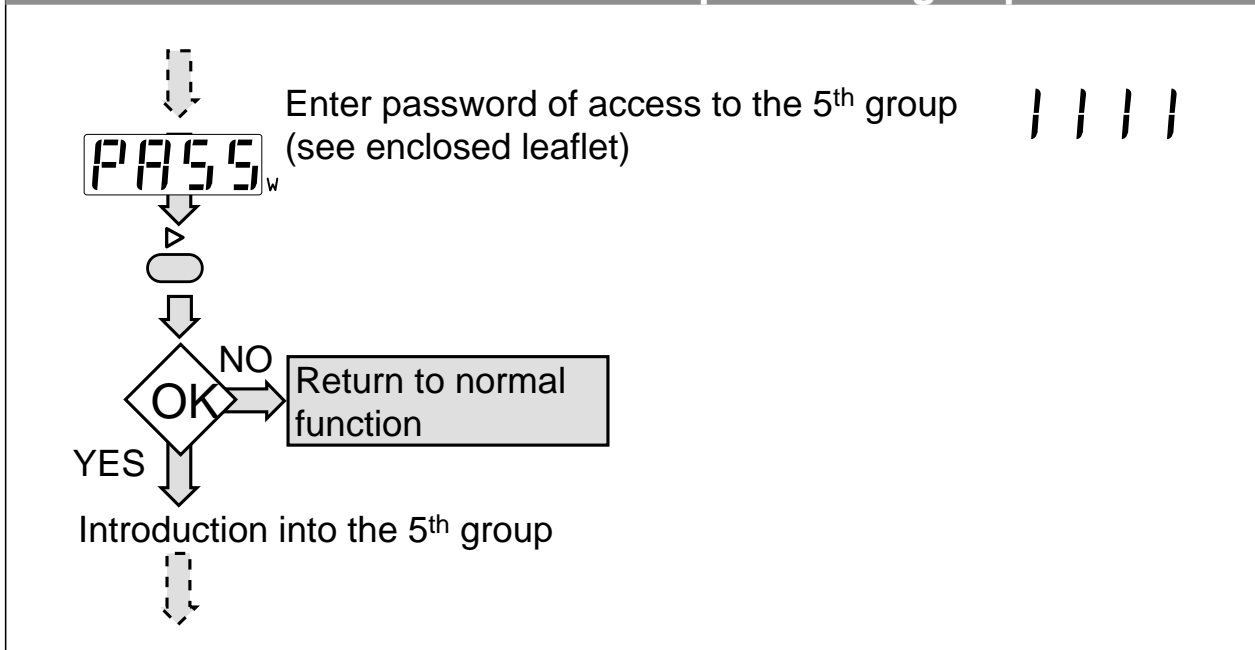 Enter password of access to the 5th group
(see enclosed leaflet)
1111
PASS W
NO
OK
Return to normal
function
YES
Introduction into the 5th group